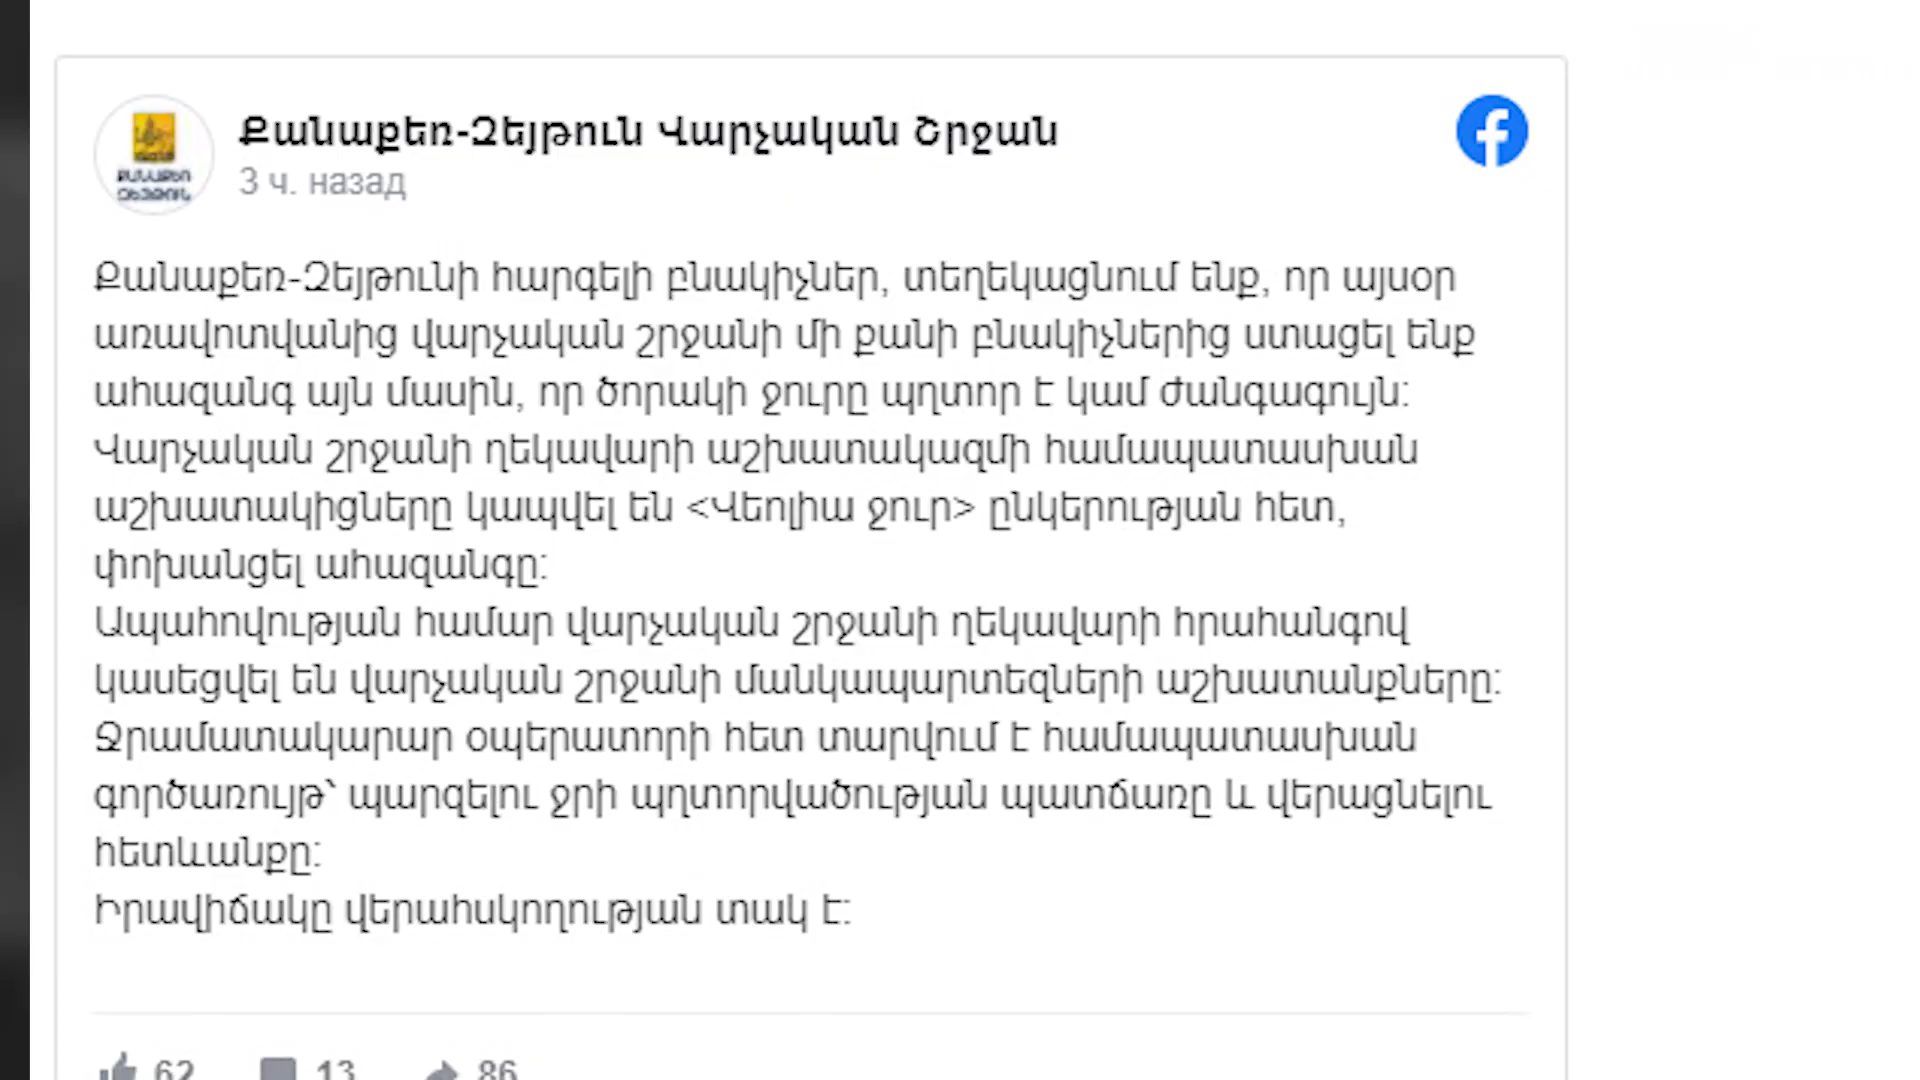 Քանաքեռ-Զեյթուն Վարչական Շրջան
3 ч. назад
ՔԱՆԱՔԵՌ
ԶԵՅԹՈՒՆ
Քանաքեռ-Զեյթունի հարգելի բնակիչներ, տեղեկացնում ենք, որ այսօր
առավոտվանից վարչական շրջանի մի քանի բնակիչներից ստացել ենք
ահազանգ այն մասին, որ ծորակի ջուրը պղտոր է կամ ժանգագույն:
Վարչական շրջանի ղեկավարի աշխատակազմի համապատասխան
աշխատակիցները կապվել են <Վեոլիա ջուր> ընկերության հետ,
փոխանցել ահազանգը:
Ապահովության համար վարչական շրջանի ղեկավարի հրահանգով
կասեցվել են վարչական շրջանի մանկապարտեզների աշխատանքները:
Ջրամատակարար օպերատորի հետ տարվում է համապատասխան
գործառույթ՝ պարզելու ջրի պղտորվածության պատճառը և վերացնելու
հետևանքը:
Իրավիճակը վերահսկողության տակ է:
62 13 86